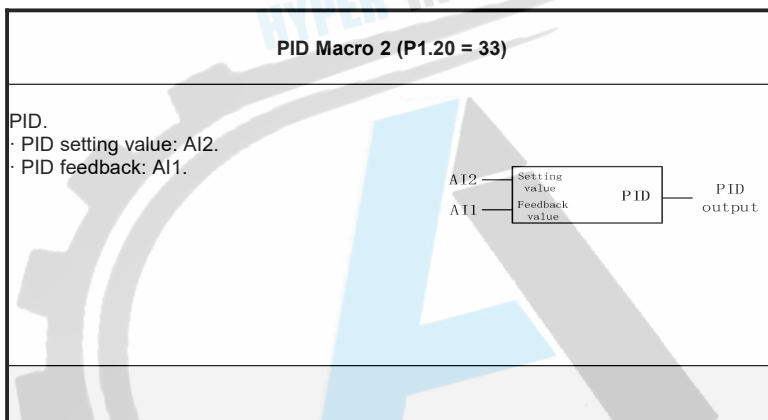 HYPER
PID Macro 2 (P1.20 = 33)
PID.
· PID setting value: AI2.
· PID feedback: AI1.
AI2
Setting
value
PID
PID
output
AI1
Feedback
value